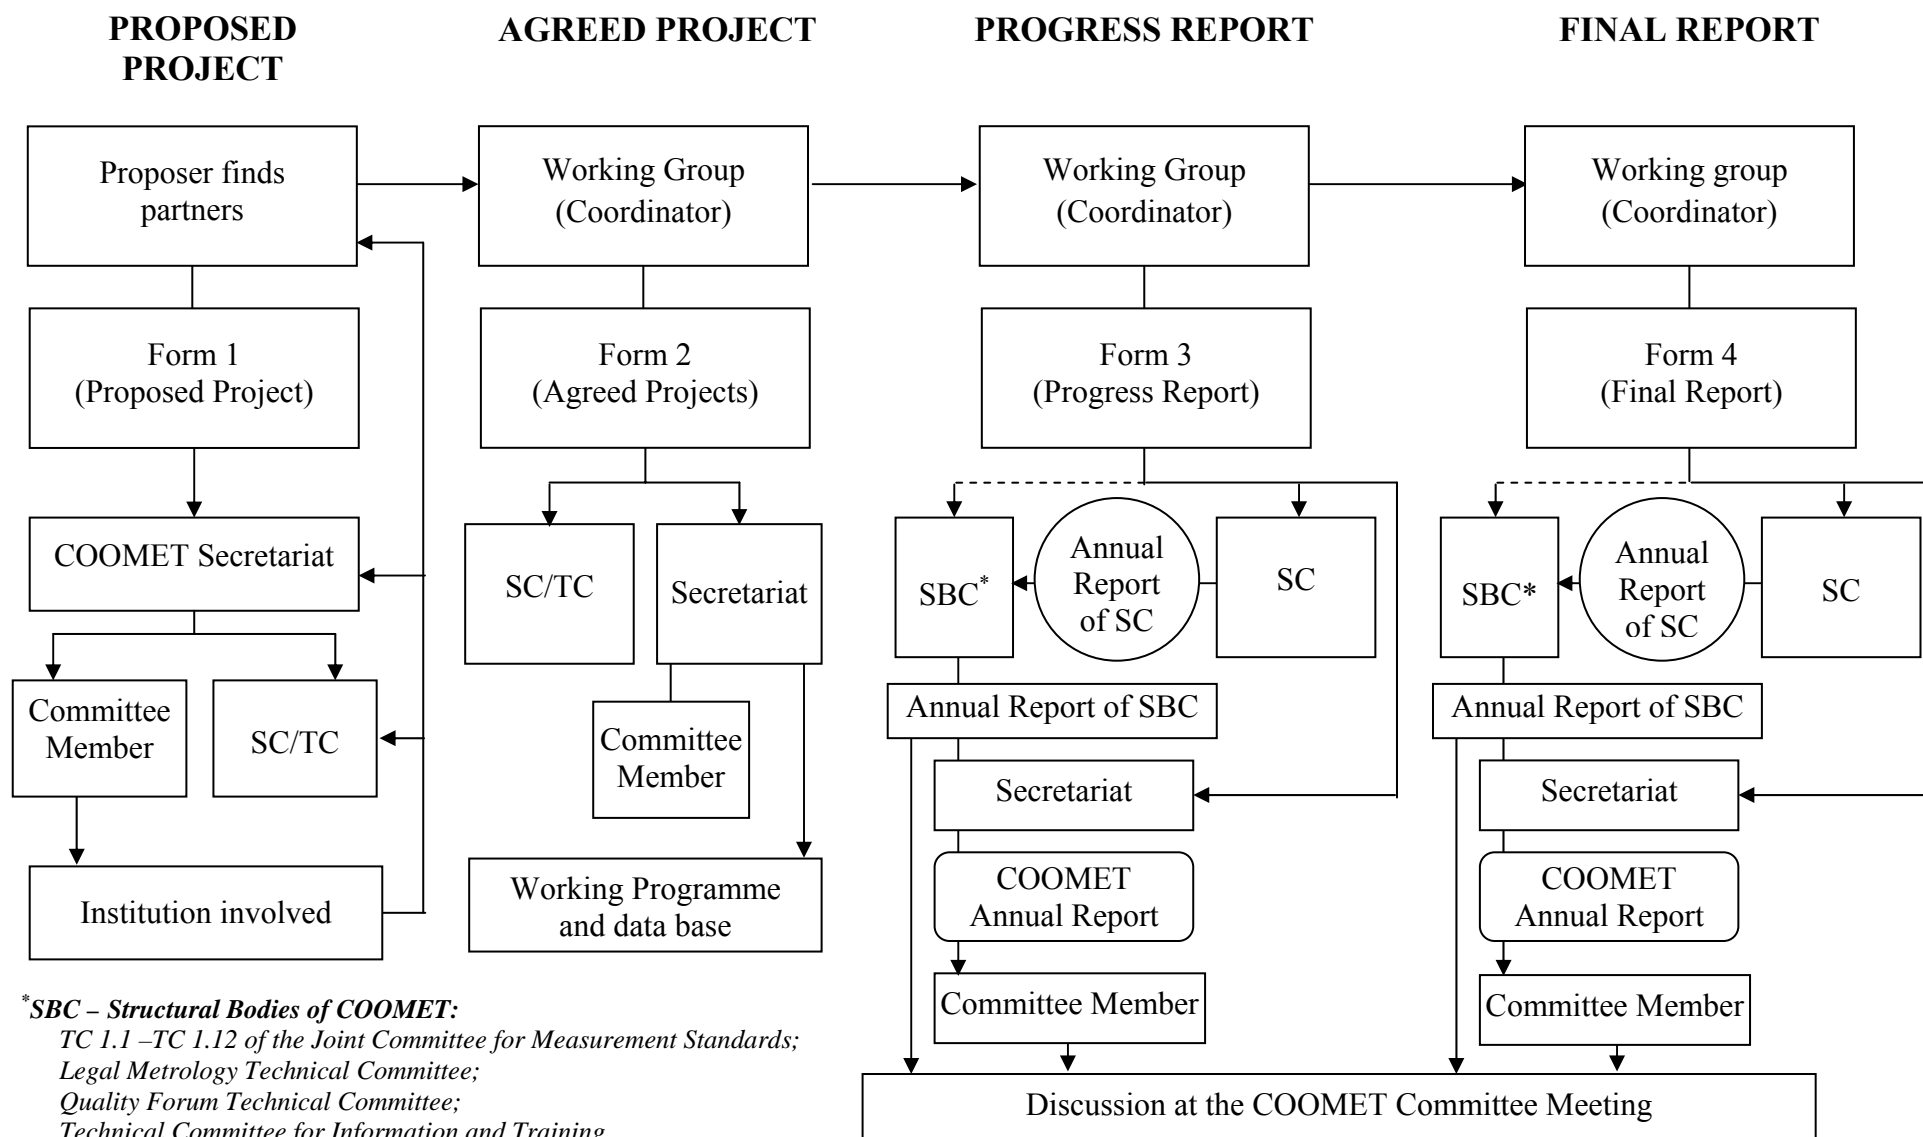 PROPOSED
PROJECT
AGREED PROJECT
PROGRESS REPORT
FINAL REPORT
Proposer finds
partners
Form 1
(Proposed Project)
COOMET Secretariat
Committee
Member
SC/TC
Institution involved
Working Group
(Coordinator)
Form 2
(Agreed Projects)
SC/TC
Secretariat
Committee
Member
Working Programme
and data base
Working Group
(Coordinator)
Form 3
(Progress Report)
SBC*
Annual
Report
of SC
SC
Annual Report of SBC
Secretariat
COOMET
Annual Report
Committee Member
Working group
(Coordinator)
Form 4
(Final Report)
SBC*
Annual
Report
of SC
SC
Annual Report of SBC
Secretariat
COOMET
Annual Report
Committee Member
Discussion at the COOMET Committee Meeting
*SBC – Structural Bodies of COOMET:
TC 1.1 –TC 1.12 of the Joint Committee for Measurement Standards;
Legal Metrology Technical Committee;
Quality Forum Technical Committee;
Technical Committee for Information and Training